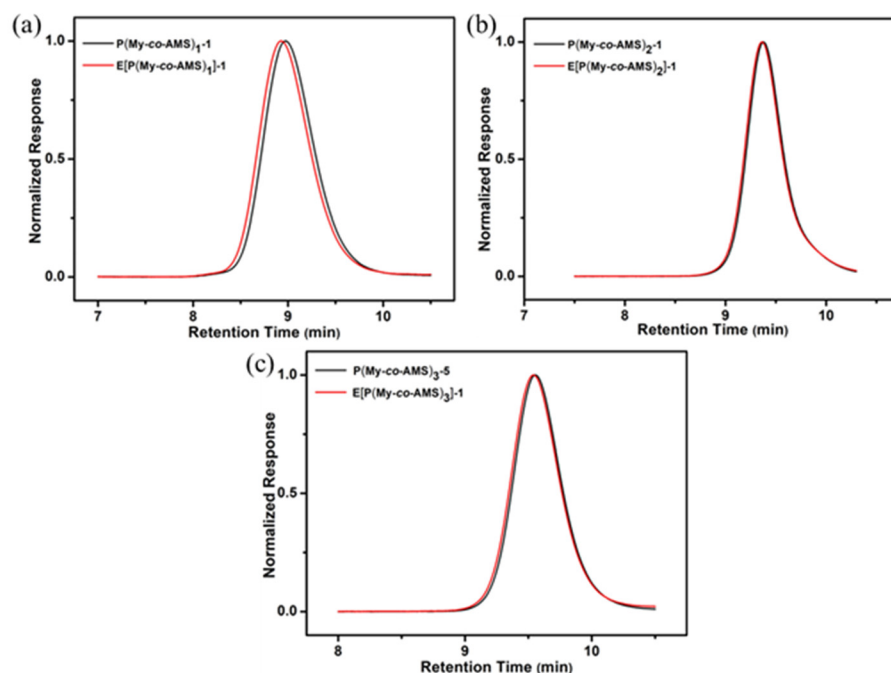 (a)
P(My-co-AMS)₁-1
E[P(My-co-AMS)₁]-1
Normalized Response
1.0
0.5
0.0
7 8 9 10
Retention Time (min)
(b)
P(My-co-AMS)₂-1
E[P(My-co-AMS)₂]-1
Normalized Response
1.0
0.5
0.0
7 8 9 10
Retention Time (min)
(c)
P(My-co-AMS)₃-5
E[P(My-co-AMS)₃]-1
Normalized Response
1.0
0.5
0.0
8 9 10
Retention Time (min)